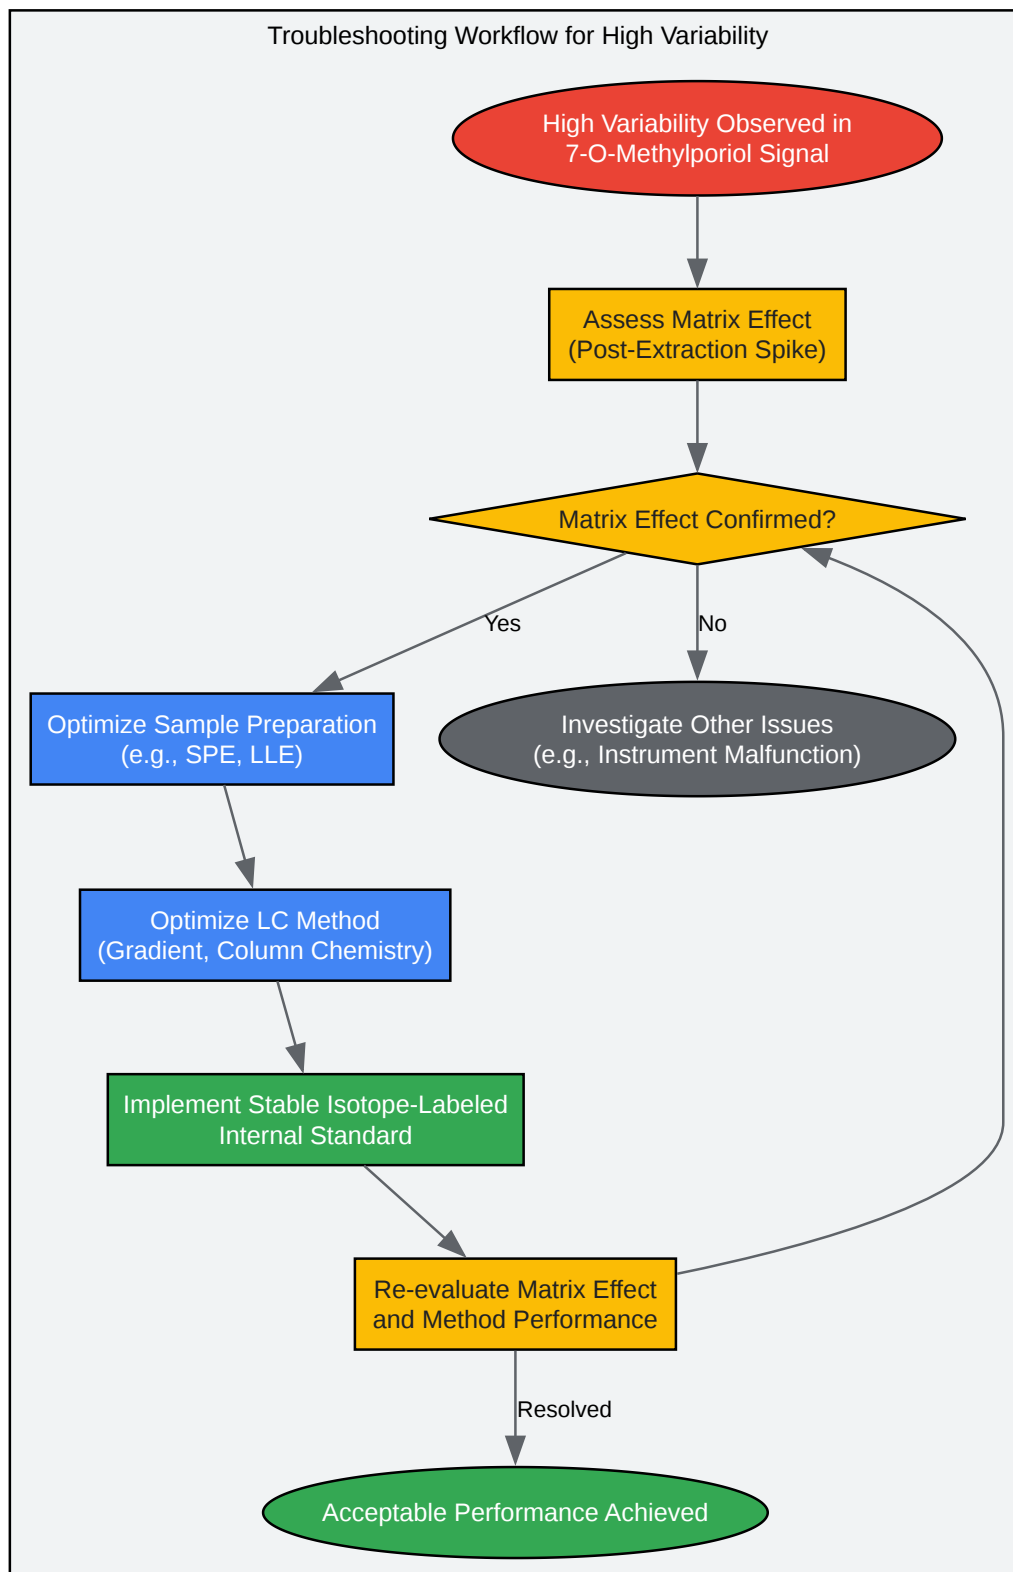 Troubleshooting Workflow for High Variability
High Variability Observed in
7-O-Methylporiol Signal
Assess Matrix Effect
(Post-Extraction Spike)
Matrix Effect Confirmed?
Yes
No
Optimize Sample Preparation
(e.g., SPE, LLE)
Investigate Other Issues
(e.g., Instrument Malfunction)
Optimize LC Method
(Gradient, Column Chemistry)
Implement Stable Isotope-Labeled
Internal Standard
Re-evaluate Matrix Effect
and Method Performance
Resolved
Acceptable Performance Achieved